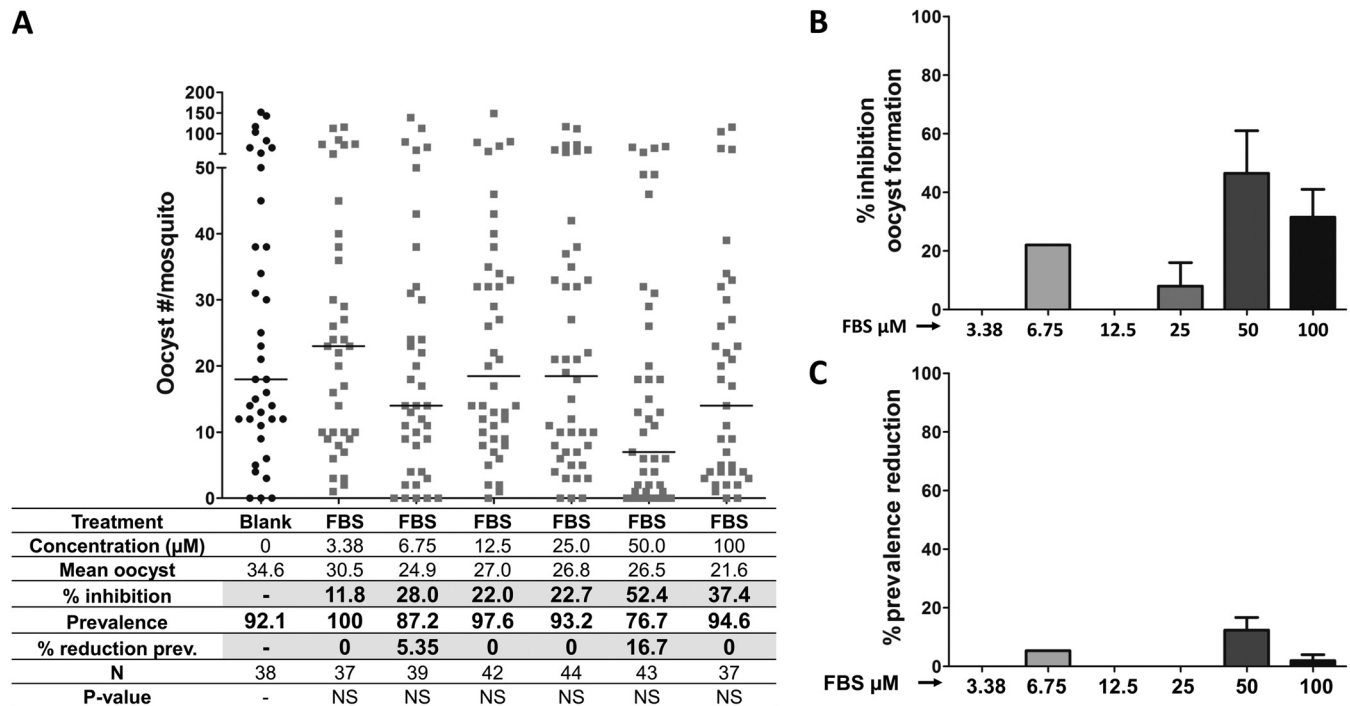 A
Oocyst #/mosquito
200
150
100
50
40
30
20
10
0
Treatment Blank FBS FBS FBS FBS FBS FBS
Concentration (µM) 0 3.38 6.75 12.5 25.0 50.0 100
Mean oocyst 34.6 30.5 24.9 27.0 26.8 26.5 21.6
% inhibition - 11.8 28.0 22.0 22.7 52.4 37.4
Prevalence 92.1 100 87.2 97.6 93.2 76.7 94.6
% reduction prev. - 0 5.35 0 0 16.7 0
N 38 37 39 42 44 43 37
P-value - NS NS NS NS NS NS
B
% inhibition
oocyst formation
100
80
60
40
20
0
FBS µM 3.38 6.75 12.5 25 50 100
C
% prevalence reduction
100
80
60
40
20
0
FBS µM 3.38 6.75 12.5 25 50 100